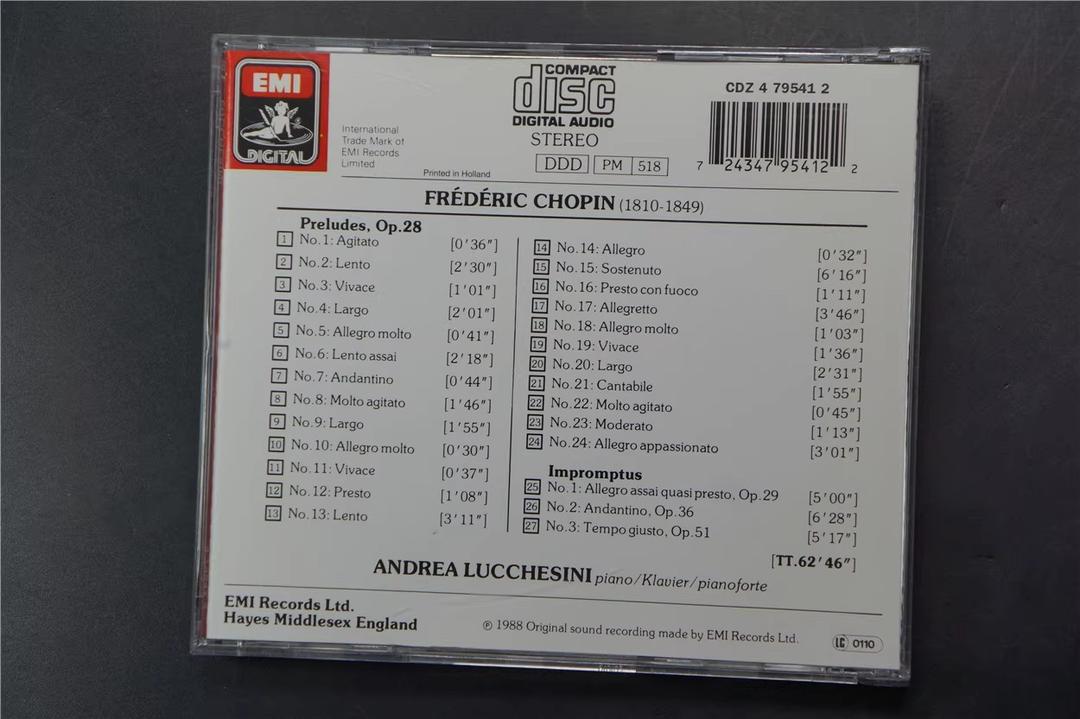 EMI
DIGITAL
International
Trade Mark of
EMI Records
Limited
Printed in Holland
COMPACT
disc
DIGITAL AUDIO
STEREO
DDD PM 518
CDZ 4 79541 2
7 24347 95412 2
FRÉDÉRIC CHOPIN (1810-1849)
Preludes, Op.28
1 No.1: Agitato [0'36"]
2 No.2: Lento [2'30"]
3 No.3: Vivace [1'01"]
4 No.4: Largo [2'01"]
5 No.5: Allegro molto [0'41"]
6 No.6: Lento assai [2'18"]
7 No.7: Andantino [0'44"]
8 No.8: Molto agitato [1'46"]
9 No.9: Largo [1'55"]
10 No.10: Allegro molto [0'30"]
11 No.11: Vivace [0'37"]
12 No.12: Presto [1'08"]
13 No.13: Lento [3'11"]
14 No.14: Allegro [0'32"]
15 No.15: Sostenuto [6'16"]
16 No.16: Presto con fuoco [1'11"]
17 No.17: Allegretto [3'46"]
18 No.18: Allegro molto [1'03"]
19 No.19: Vivace [1'36"]
20 No.20: Largo [2'31"]
21 No.21: Cantabile [1'55"]
22 No.22: Molto agitato [0'45"]
23 No.23: Moderato [1'13"]
24 No.24: Allegro appassionato [3'01"]
Impromptus
25 No.1: Allegro assai quasi presto, Op.29 [5'00"]
26 No.2: Andantino, Op.36 [6'28"]
27 No.3: Tempo giusto, Op.51 [5'17"]
[TT.62'46"]
ANDREA LUCCHESINI piano/Klavier/pianoforte
EMI Records Ltd.
Hayes Middlesex England
℗ 1988 Original sound recording made by EMI Records Ltd.
LC 0110